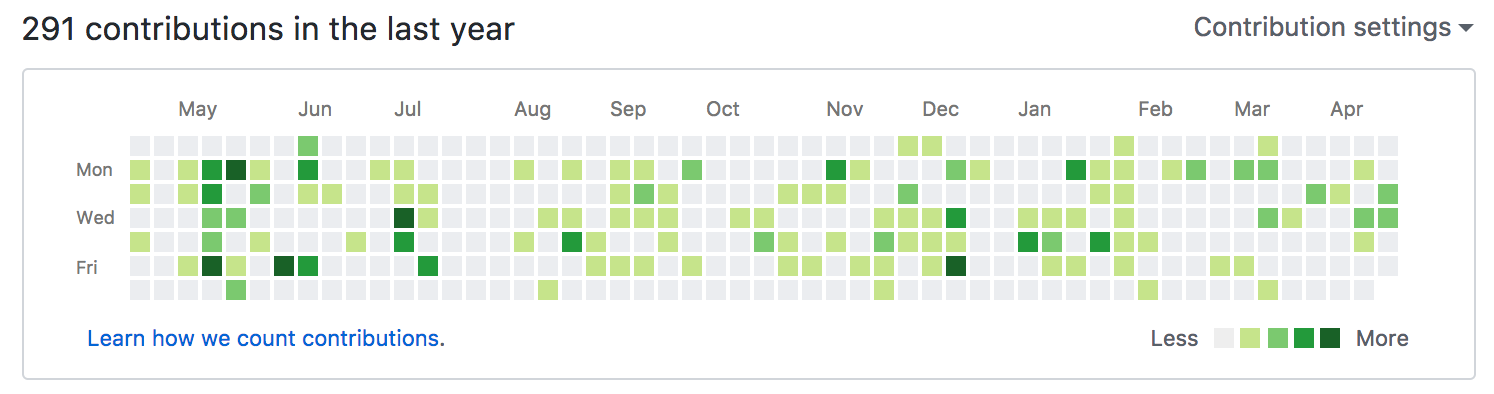 291 contributions in the last year
Contribution settings
May Jun Jul Aug Sep Oct Nov Dec Jan Feb Mar Apr
Mon
Wed
Fri
Learn how we count contributions.
Less More